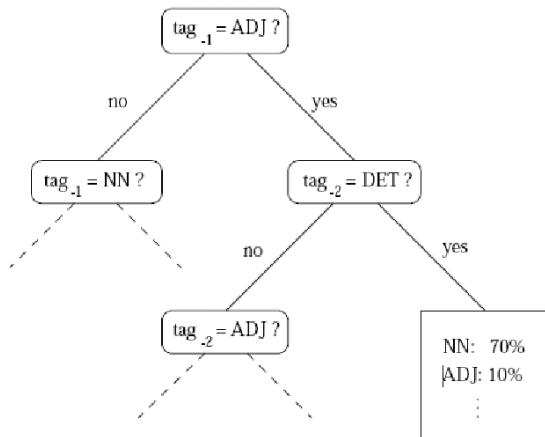 tag -1 = ADJ ?
no
yes
tag -1 = NN ?
tag -2 = DET ?
no
yes
tag -2 = ADJ ?
NN: 70%
ADJ: 10%
⋮